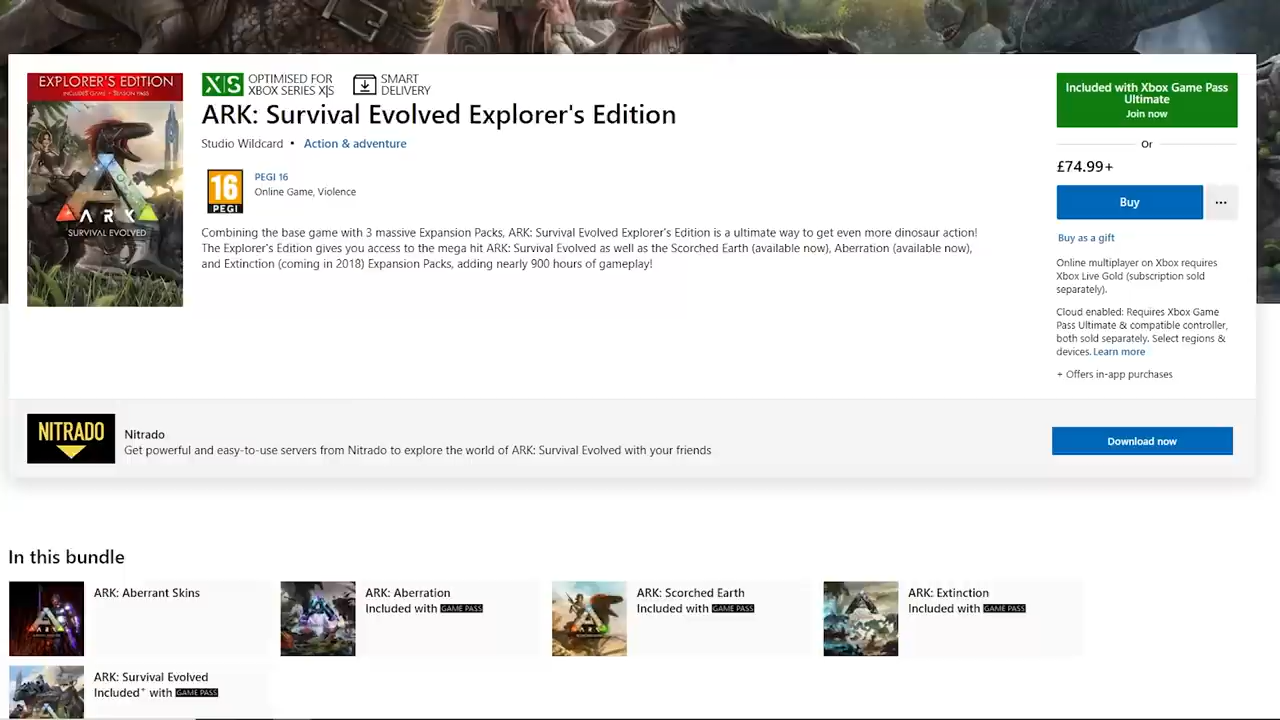 EXPLORER'S EDITION
INCLUDES GAME + SEASON PASS
ARK
SURVIVAL EVOLVED
X|S OPTIMISED FOR
XBOX SERIES X|S
SMART
DELIVERY
ARK: Survival Evolved Explorer's Edition
Studio Wildcard • Action & adventure
16
PEGI
PEGI 16
Online Game, Violence
Combining the base game with 3 massive Expansion Packs, ARK: Survival Evolved Explorer's Edition is a ultimate way to get even more dinosaur action!
The Explorer's Edition gives you access to the mega hit ARK: Survival Evolved as well as the Scorched Earth (available now), Aberration (available now),
and Extinction (coming in 2018) Expansion Packs, adding nearly 900 hours of gameplay!
Included with Xbox Game Pass
Ultimate
Join now
Or
£74.99+
Buy
...
Buy as a gift
Online multiplayer on Xbox requires
Xbox Live Gold (subscription sold
separately).
Cloud enabled: Requires Xbox Game
Pass Ultimate & compatible controller,
both sold separately. Select regions &
devices. Learn more
+ Offers in-app purchases
NITRADO
Nitrado
Get powerful and easy-to-use servers from Nitrado to explore the world of ARK: Survival Evolved with your friends
Download now
In this bundle
ARK: Aberrant Skins
ARK: Aberration
Included with GAME PASS
ARK: Scorched Earth
Included with GAME PASS
ARK: Extinction
Included with GAME PASS
ARK: Survival Evolved
Included+ with GAME PASS